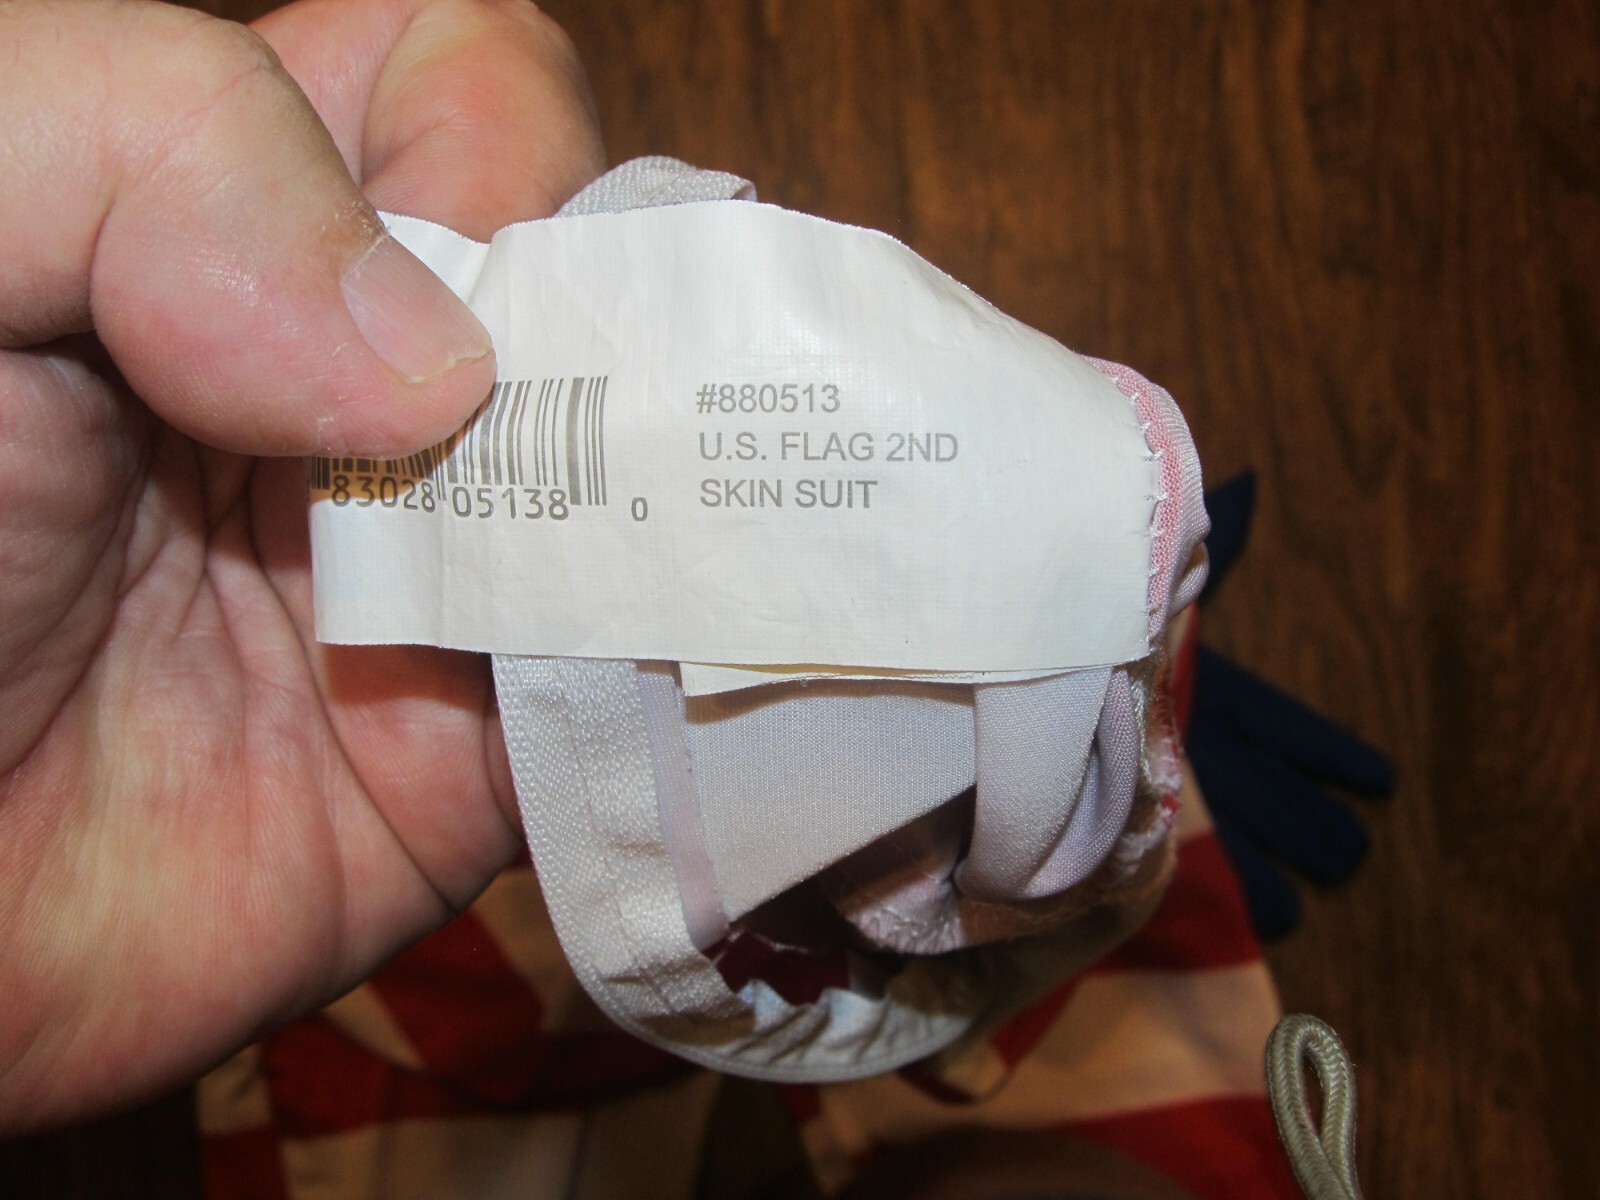 #880513
U.S. FLAG 2ND
SKIN SUIT
83028 05138 0